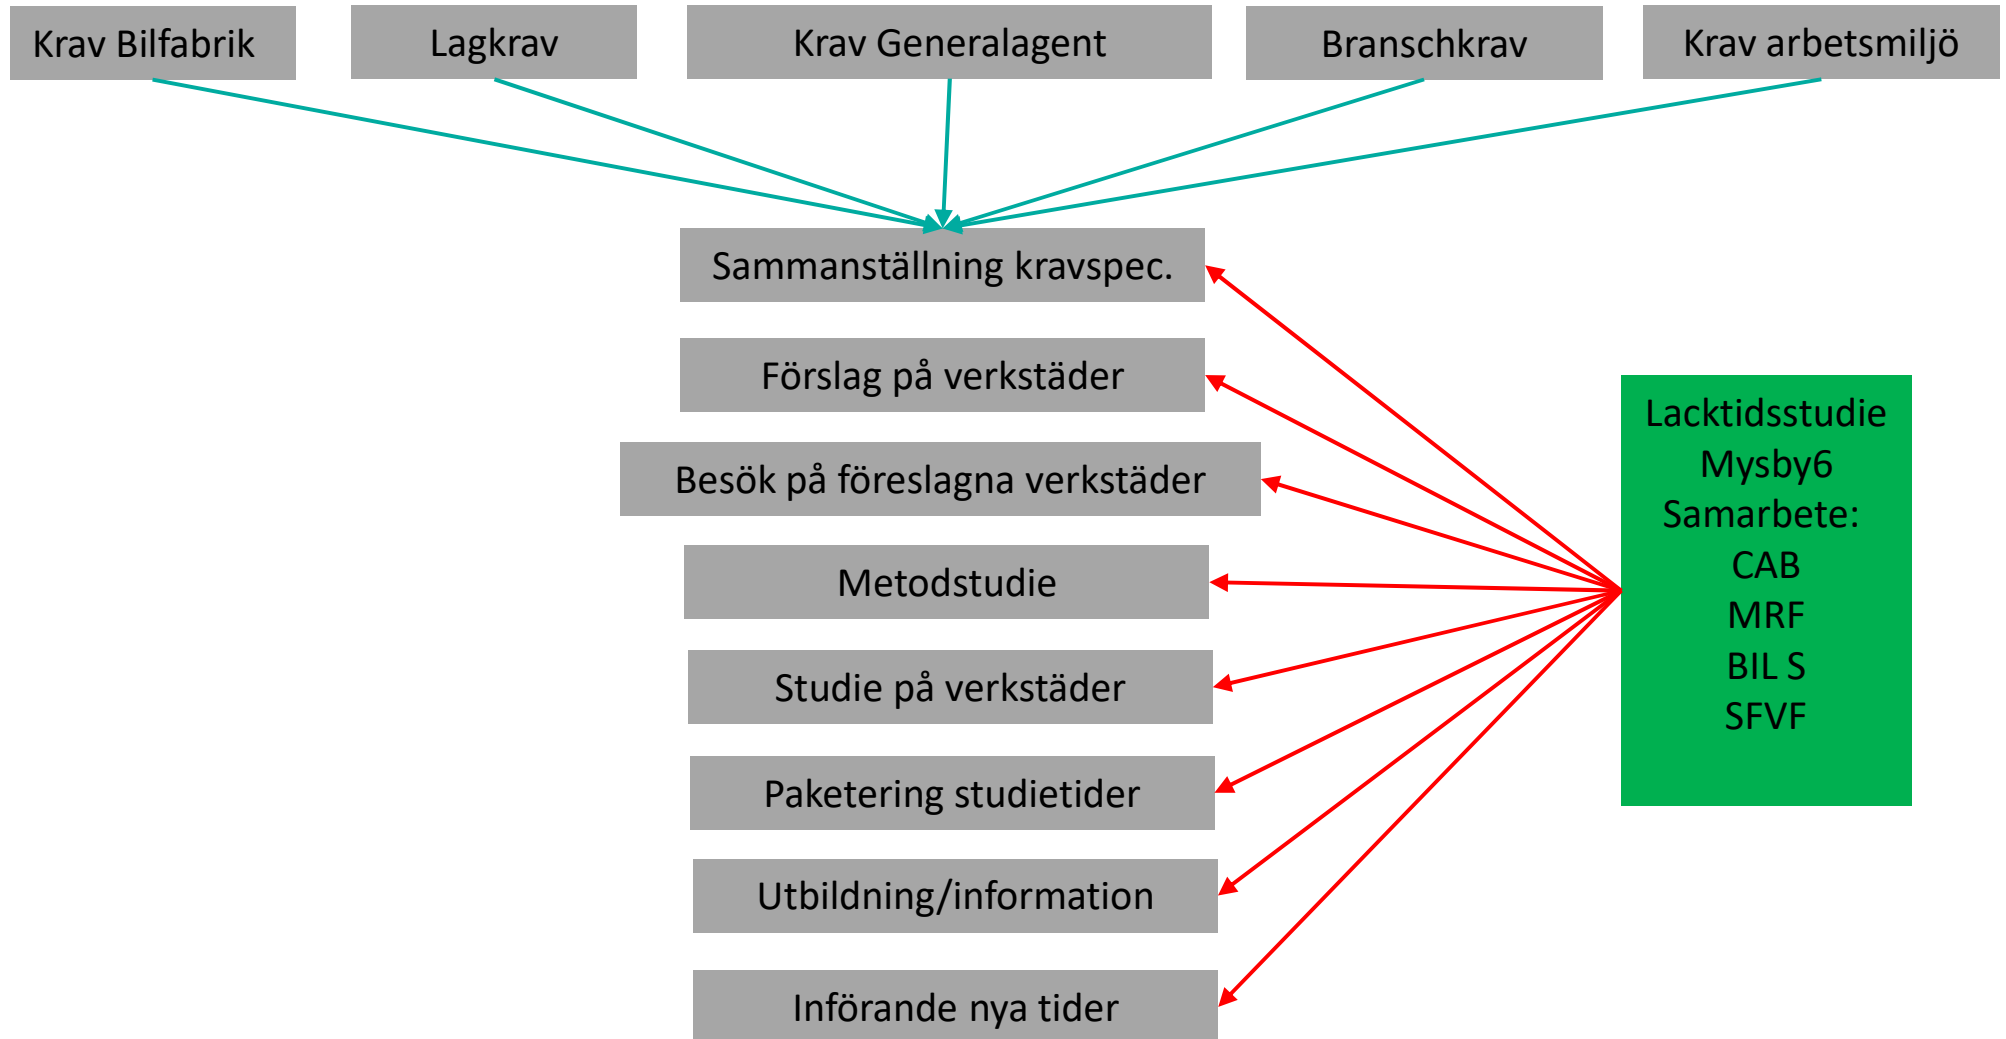 Krav Bilfabrik
Lagkrav
Krav Generalagent
Branschkrav
Krav arbetsmiljö
Sammanställning kravspec.
Förslag på verkstäder
Besök på föreslagna verkstäder
Metodstudie
Studie på verkstäder
Paketering studietider
Utbildning/information
Införande nya tider
Lacktidsstudie
Mysby6
Samarbete:
CAB
MRF
BIL S
SFVF